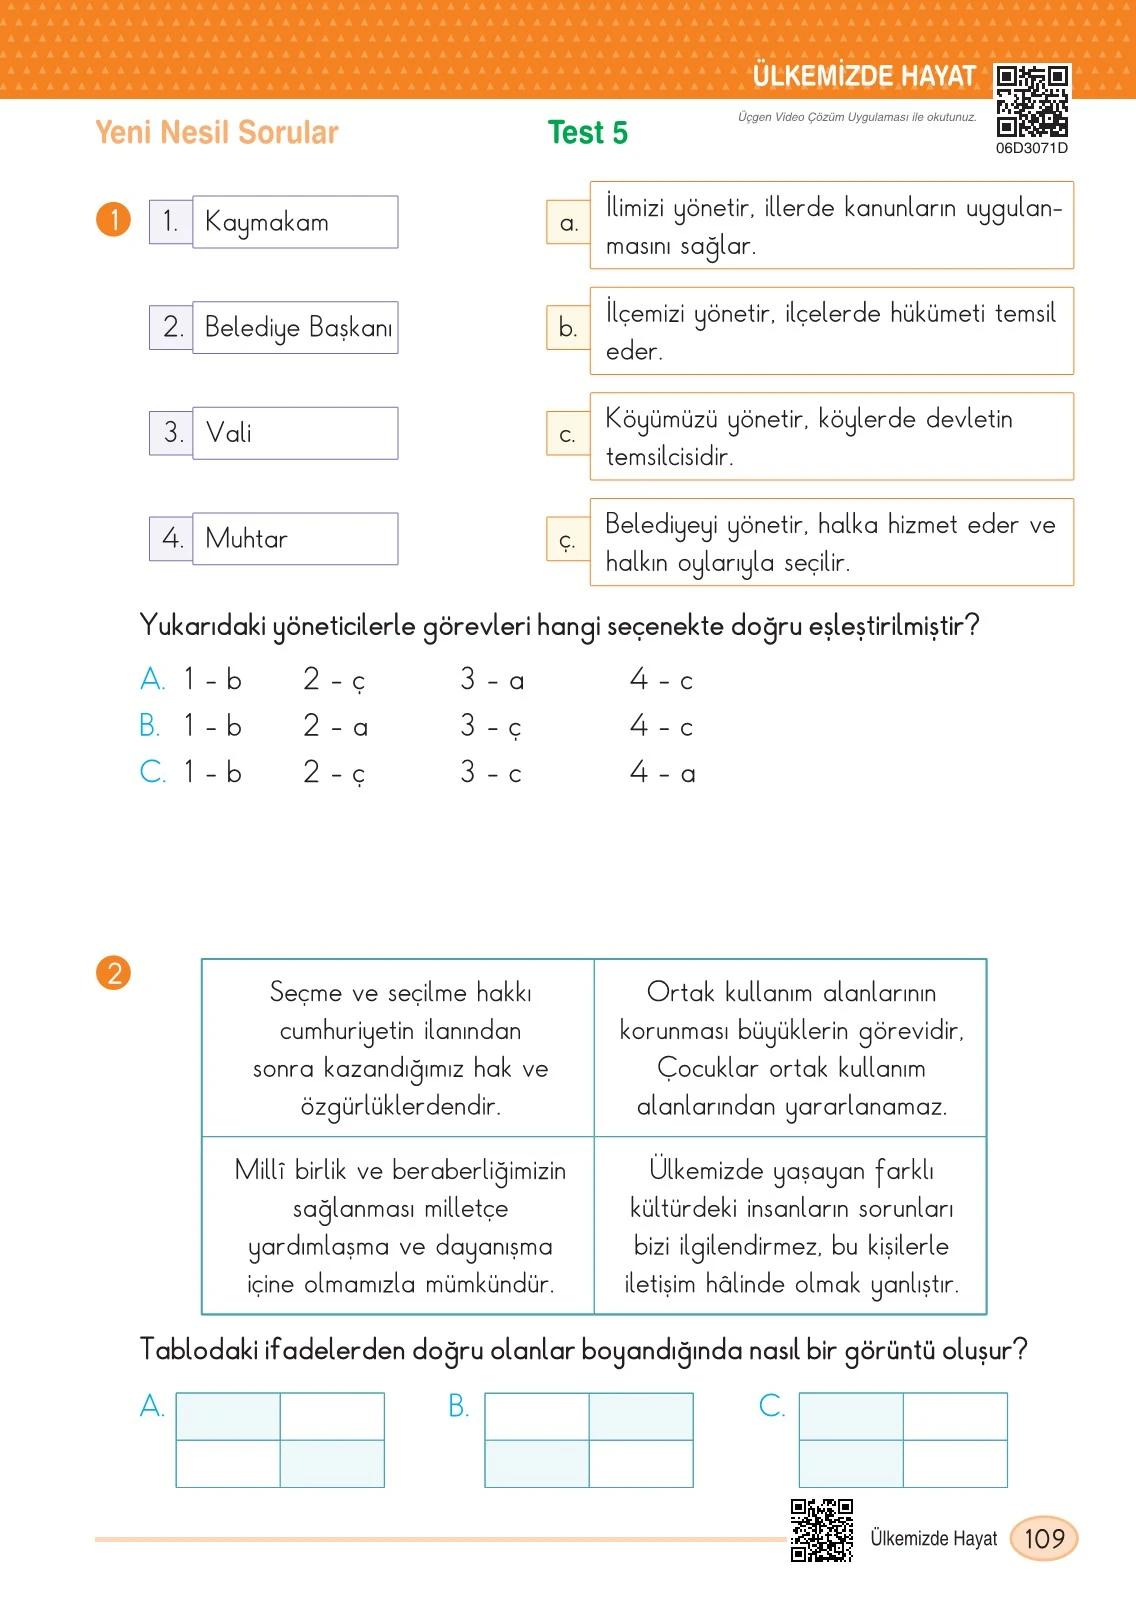 ÜLKEMİZDE HAYAT
Üçgen Video Çözüm Uygulaması ile okutunuz.
06D3071D
Yeni Nesil Sorular
Test 5
1
1. Kaymakam
a. İlimizi yönetir, illerde kanunların uygulan-
masını sağlar.
2. Belediye Başkanı
b. İlçemizi yönetir, ilçelerde hükümeti temsil
eder.
3. Vali
c. Köyümüzü yönetir, köylerde devletin
temsilcisidir.
4. Muhtar
ç. Belediyeyi yönetir, halka hizmet eder ve
halkın oylarıyla seçilir.
Yukarıdaki yöneticilerle görevleri hangi seçenekte doğru eşleştirilmiştir?
A. 1 - b 2 - ç 3 - a 4 - c
B. 1 - b 2 - a 3 - ç 4 - c
C. 1 - b 2 - ç 3 - c 4 - a
2
Seçme ve seçilme hakkı
cumhuriyetin ilanından
sonra kazandığımız hak ve
özgürlüklerdendir.
Ortak kullanım alanlarının
korunması büyüklerin görevidir,
Çocuklar ortak kullanım
alanlarından yararlanamaz.
Millî birlik ve beraberliğimizin
sağlanması milletçe
yardımlaşma ve dayanışma
içine olmamızla mümkündür.
Ülkemizde yaşayan farklı
kültürdeki insanların sorunları
bizi ilgilendirmez, bu kişilerle
iletişim hâlinde olmak yanlıştır.
Tablodaki ifadelerden doğru olanlar boyandığında nasıl bir görüntü oluşur?
A. B. C.
Ülkemizde Hayat 109